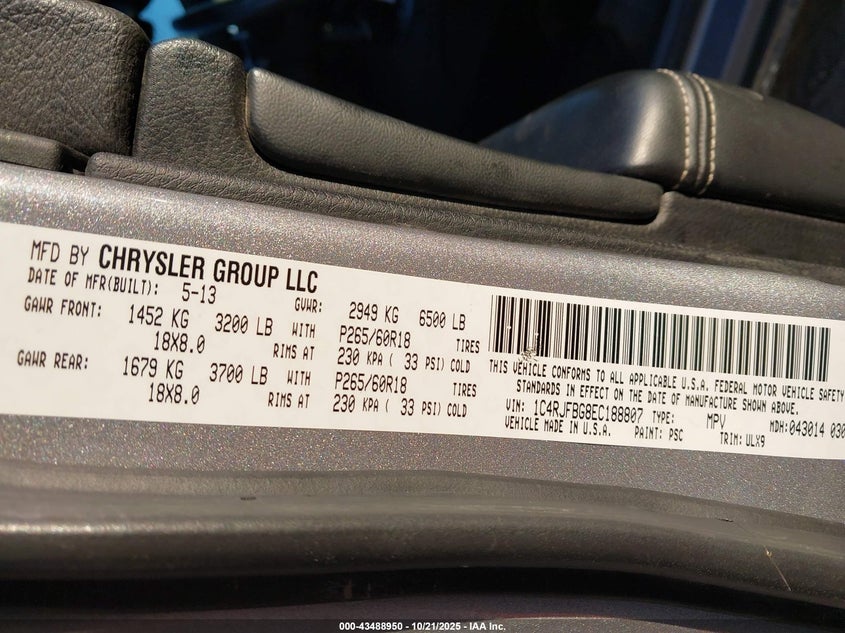 MFD BY CHRYSLER GROUP LLC
DATE OF MFR(BUILT): 5-13 GVWR: 2949 KG 6500 LB
GAWR FRONT: 1452 KG 3200 LB WITH P265/60R18 TIRES
18X8.0 RIMS AT 230 KPA ( 33 PSI) COLD
GAWR REAR: 1679 KG 3700 LB WITH P265/60R18 TIRES
18X8.0 RIMS AT 230 KPA ( 33 PSI) COLD
THIS VEHICLE CONFORMS TO ALL APPLICABLE U.S.A. FEDERAL MOTOR VEHICLE SAFETY
STANDARDS IN EFFECT ON THE DATE OF MANUFACTURE SHOWN ABOVE.
VIN: 1C4RJFBG8EC188807 TYPE: MPV MDH:043014 030
VEHICLE MADE IN U.S.A. PAINT: PSC TRIM: ULX9
000-43488950 - 10/21/2025 - IAA Inc.